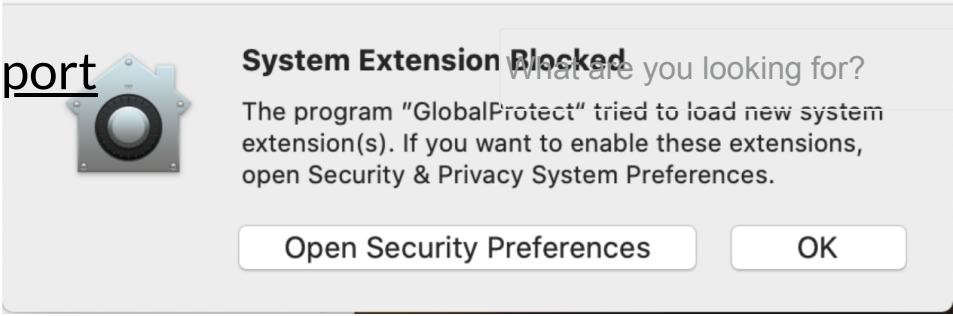 port
System Extension Blocked
What are you looking for?
The program "GlobalProtect" tried to load new system
extension(s). If you want to enable these extensions,
open Security & Privacy System Preferences.
Open Security Preferences
OK